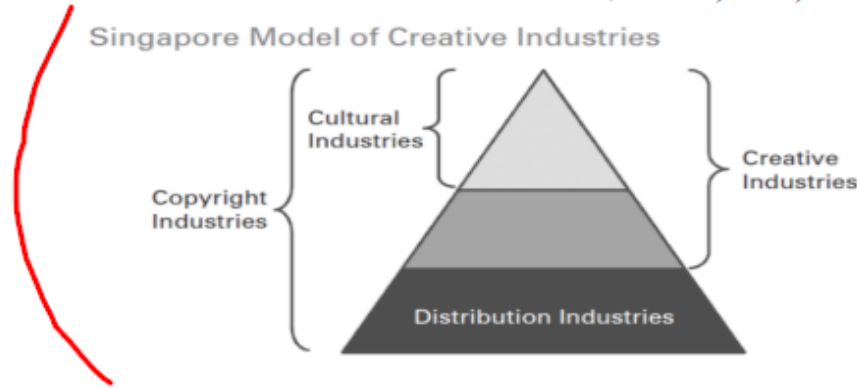 Singapore Model of Creative Industries
Cultural
Industries
Creative
Industries
Copyright
Industries
Distribution Industries